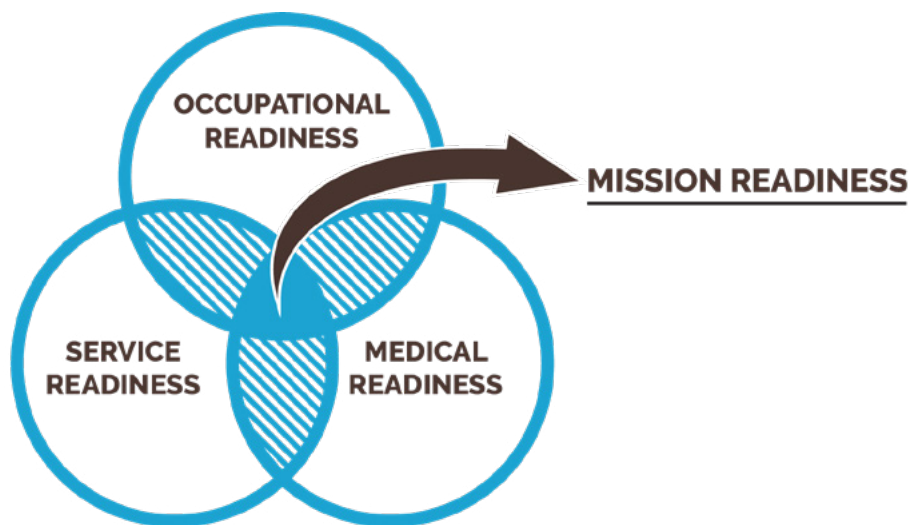 OCCUPATIONAL
READINESS
MISSION READINESS
SERVICE
READINESS
MEDICAL
READINESS